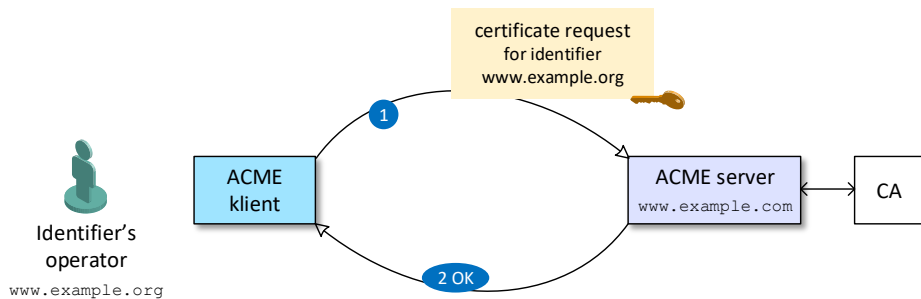 certificate request
for identifier
www.example.org
1
ACME
klient
ACME server
www.example.com
CA
Identifier's
operator
www.example.org
2 OK